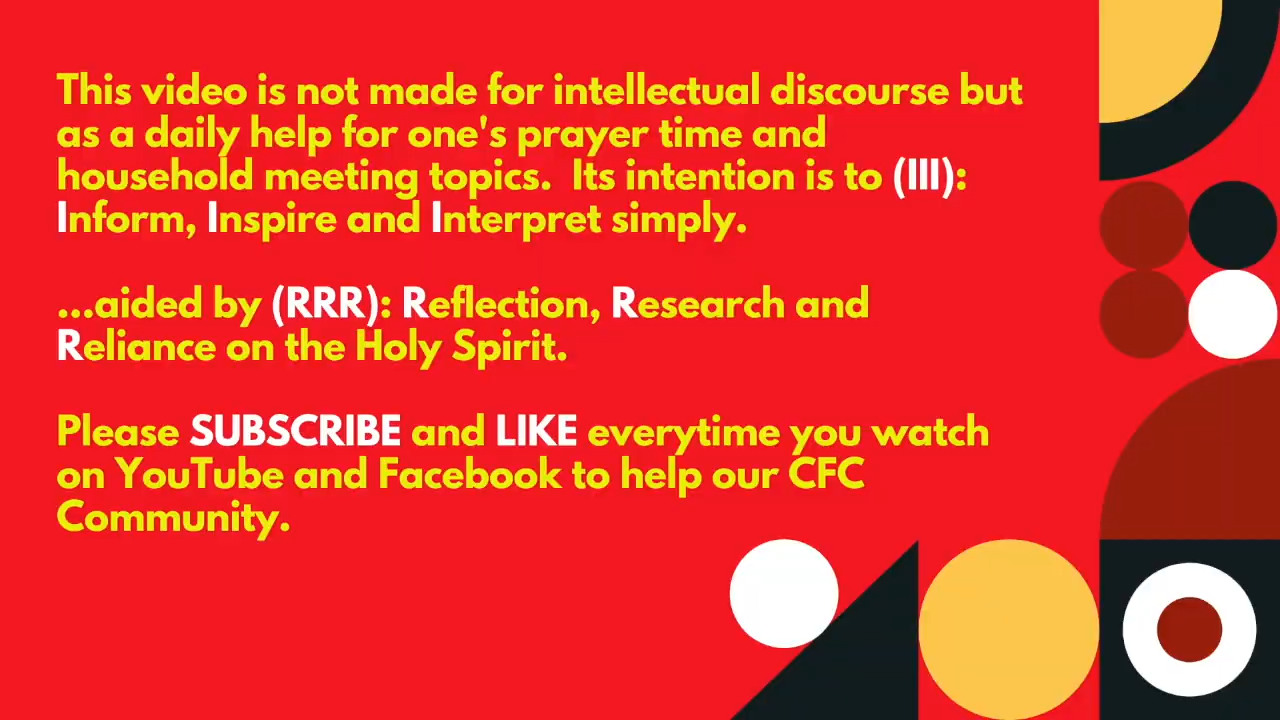 This video is not made for intellectual discourse but
as a daily help for one's prayer time and
household meeting topics.  Its intention is to (III):
Inform, Inspire and Interpret simply.
...aided by (RRR): Reflection, Research and
Reliance on the Holy Spirit.
Please SUBSCRIBE and LIKE everytime you watch
on YouTube and Facebook to help our CFC
Community.